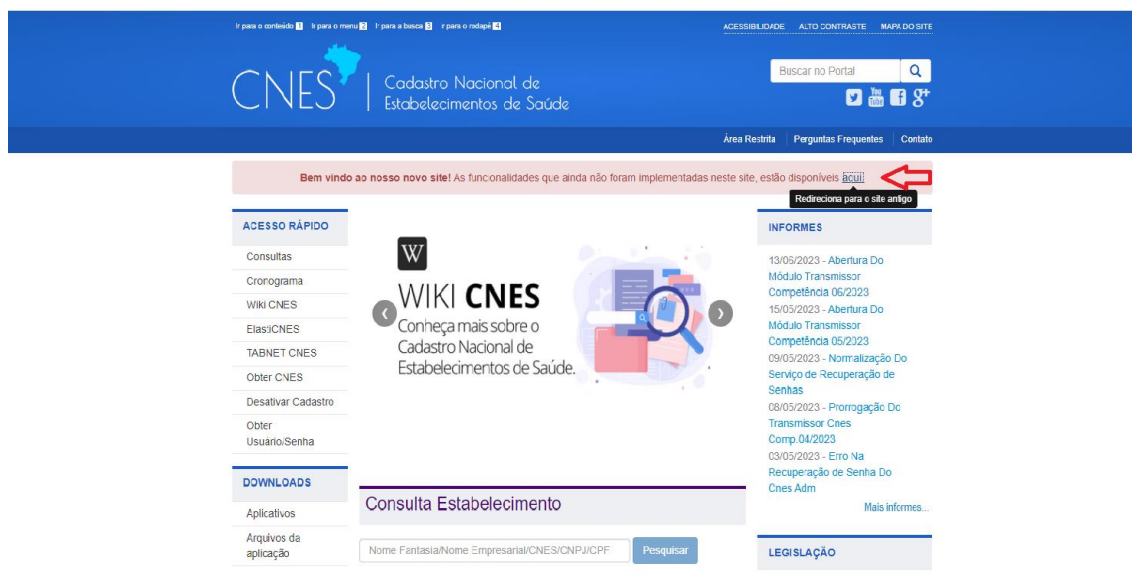 Ir para o conteúdo 1 Ir para o menu 2 Ir para a busca 3 Ir para o rodapé 4
ACESSIBILIDADE ALTO CONTRASTE MAPA DO SITE
CNES
Cadastro Nacional de
Estabelecimentos de Saúde
Buscar no Portal
You
Tube
f
g+
Área Restrita Perguntas Frequentes Contato
Bem vindo ao nosso novo site! As funcionalidades que ainda não foram implementadas neste site, estão disponíveis aqui!
Redireciona para o site antigo
ACESSO RÁPIDO
Consultas
Cronograma
Wiki CNES
ElastiCNES
TABNET CNES
Obter CNES
Desativar Cadastro
Obter
Usuário/Senha
DOWNLOADS
Aplicativos
Arquivos da
aplicação
W
WIKI CNES
Conheça mais sobre o
Cadastro Nacional de
Estabelecimentos de Saúde.
Consulta Estabelecimento
Nome Fantasia/Nome Empresarial/CNES/CNPJ/CPF Pesquisar
INFORMES
13/06/2023 - Abertura Do
Módulo Transmissor
Competência 06/2023
15/05/2023 - Abertura Do
Módulo Transmissor
Competência 05/2023
09/05/2023 - Normalização Do
Serviço de Recuperação de
Senhas
08/05/2023 - Prorrogação Do
Transmissor Cnes
Comp.04/2023
03/05/2023 - Erro Na
Recuperação de Senha Do
Cnes Adm
Mais informes...
LEGISLAÇÃO